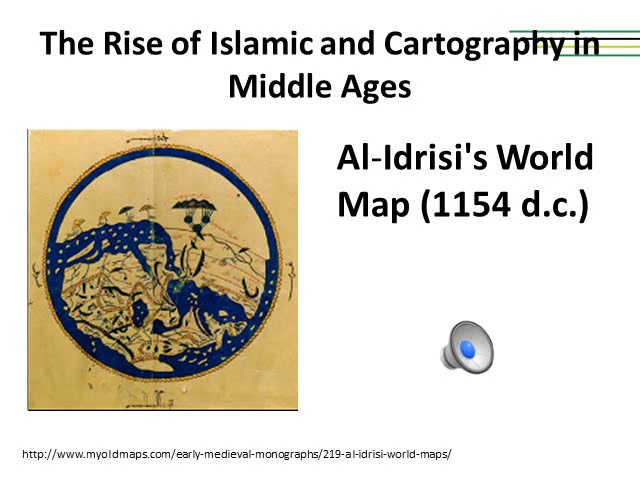 The Rise of Islamic and Cartography in
Middle Ages
Al-Idrisi's World
Map (1154 d.c.)
http://www.myoldmaps.com/early-medieval-monographs/219-al-idrisi-world-maps/